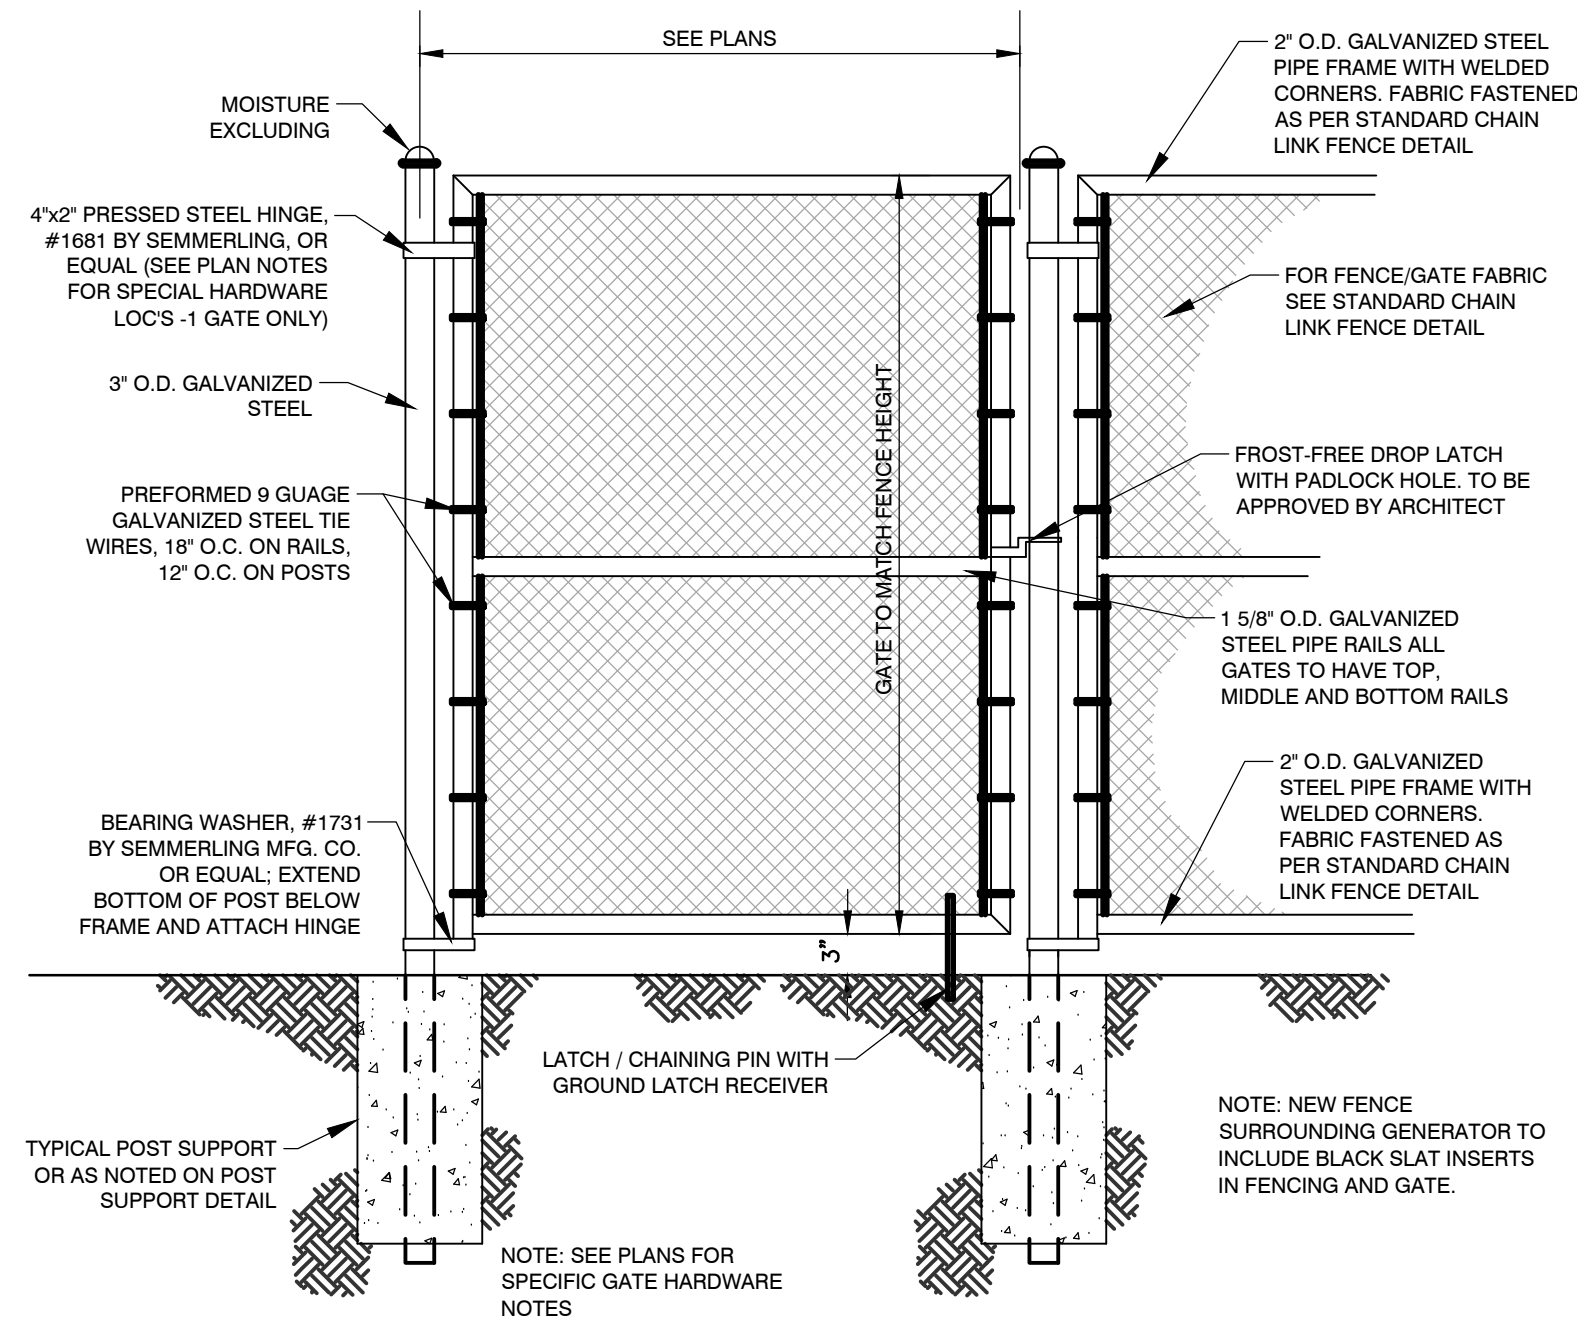 SEE PLANS
MOISTURE
EXCLUDING
4"x2" PRESSED STEEL HINGE,
#1681 BY SEMMERLING, OR
EQUAL (SEE PLAN NOTES
FOR SPECIAL HARDWARE
LOC'S -1 GATE ONLY)
3" O.D. GALVANIZED
STEEL
PREFORMED 9 GUAGE
GALVANIZED STEEL TIE
WIRES, 18" O.C. ON RAILS,
12" O.C. ON POSTS
BEARING WASHER, #1731
BY SEMMERLING MFG. CO.
OR EQUAL; EXTEND
BOTTOM OF POST BELOW
FRAME AND ATTACH HINGE
TYPICAL POST SUPPORT
OR AS NOTED ON POST
SUPPORT DETAIL
GATE TO MATCH FENCE HEIGHT
3"
LATCH / CHAINING PIN WITH
GROUND LATCH RECEIVER
NOTE: SEE PLANS FOR
SPECIFIC GATE HARDWARE
NOTES
2" O.D. GALVANIZED STEEL
PIPE FRAME WITH WELDED
CORNERS. FABRIC FASTENED
AS PER STANDARD CHAIN
LINK FENCE DETAIL
FOR FENCE/GATE FABRIC
SEE STANDARD CHAIN
LINK FENCE DETAIL
FROST-FREE DROP LATCH
WITH PADLOCK HOLE. TO BE
APPROVED BY ARCHITECT
1 5/8" O.D. GALVANIZED
STEEL PIPE RAILS ALL
GATES TO HAVE TOP,
MIDDLE AND BOTTOM RAILS
2" O.D. GALVANIZED
STEEL PIPE FRAME WITH
WELDED CORNERS.
FABRIC FASTENED AS
PER STANDARD CHAIN
LINK FENCE DETAIL
NOTE: NEW FENCE
SURROUNDING GENERATOR TO
INCLUDE BLACK SLAT INSERTS
IN FENCING AND GATE.